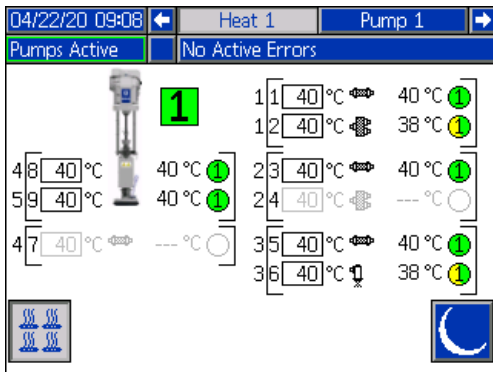 04/22/20 09:08 Heat 1 Pump 1
Pumps Active No Active Errors
1
1 1 40 °C 40 °C 1
1 2 40 °C 38 °C 1
4 8 40 °C 40 °C 1
5 9 40 °C 40 °C 1
2 3 40 °C 40 °C 1
2 4 40 °C --- °C
4 7 40 °C --- °C
3 5 40 °C 40 °C 1
3 6 40 °C 38 °C 1